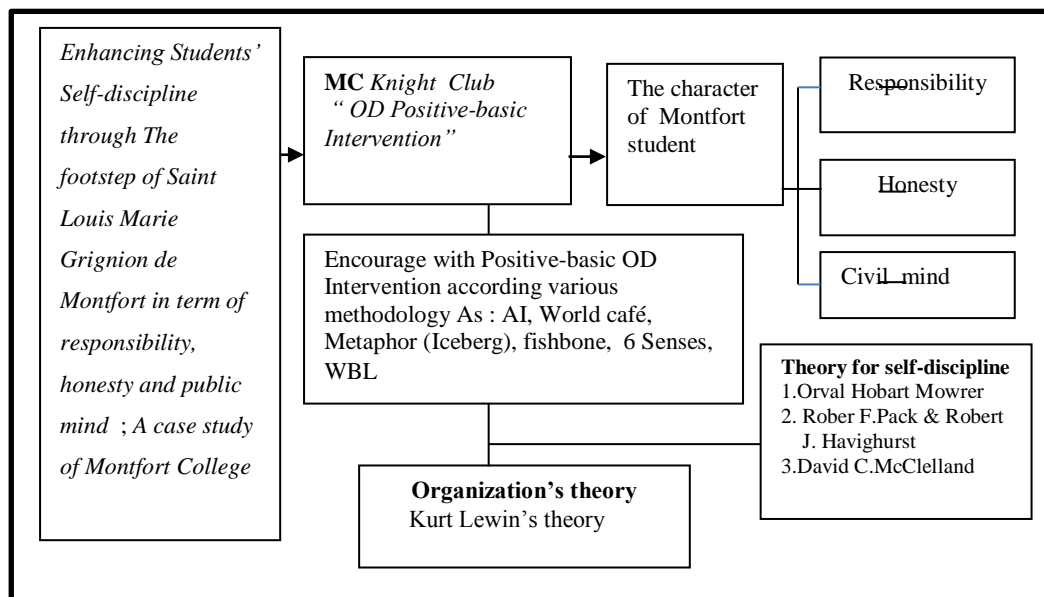 Enhancing Students’
Self-discipline
through The
footstep of Saint
Louis Marie
Grignion de
Montfort in term of
responsibility,
honesty and public
mind ; A case study
of Montfort College
MC Knight Club
“ OD Positive-basic
Intervention”
The character
of Montfort
student
Responsibility
Honesty
Civil mind
Encourage with Positive-basic OD
Intervention according various
methodology As : AI, World café,
Metaphor (Iceberg), fishbone, 6 Senses,
WBL
Theory for self-discipline
1.Orval Hobart Mowrer
2. Rober F.Pack & Robert
J. Havighurst
3.David C.McClelland
Organization’s theory
Kurt Lewin’s theory